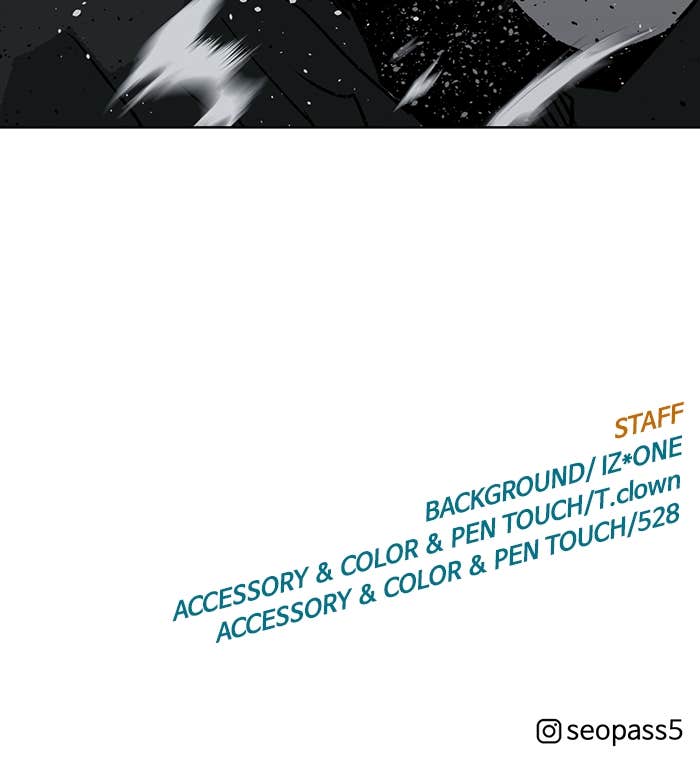 STAFF
BACKGROUND/ IZ*ONE
ACCESSORY & COLOR & PEN TOUCH/T.clown
ACCESSORY & COLOR & PEN TOUCH/528
seopass5